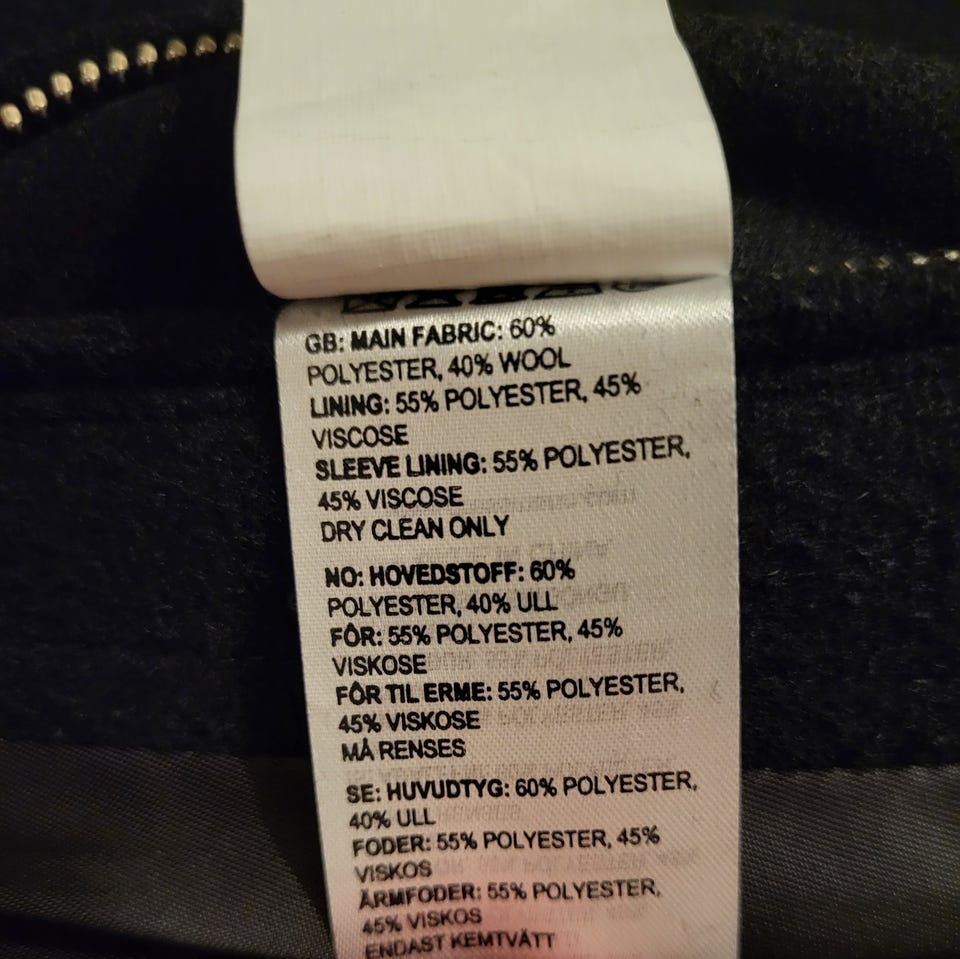 GB: MAIN FABRIC: 60%
POLYESTER, 40% WOOL
LINING: 55% POLYESTER, 45%
VISCOSE
SLEEVE LINING: 55% POLYESTER,
45% VISCOSE
DRY CLEAN ONLY
NO: HOVEDSTOFF: 60%
POLYESTER, 40% ULL
FÔR: 55% POLYESTER, 45%
VISKOSE
FÔR TIL ERME: 55% POLYESTER,
45% VISKOSE
MÅ RENSES
SE: HUVUDTYG: 60% POLYESTER,
40% ULL
FODER: 55% POLYESTER, 45%
VISKOS
ÄRMFODER: 55% POLYESTER,
45% VISKOS
ENDAST KEMTVÄTT